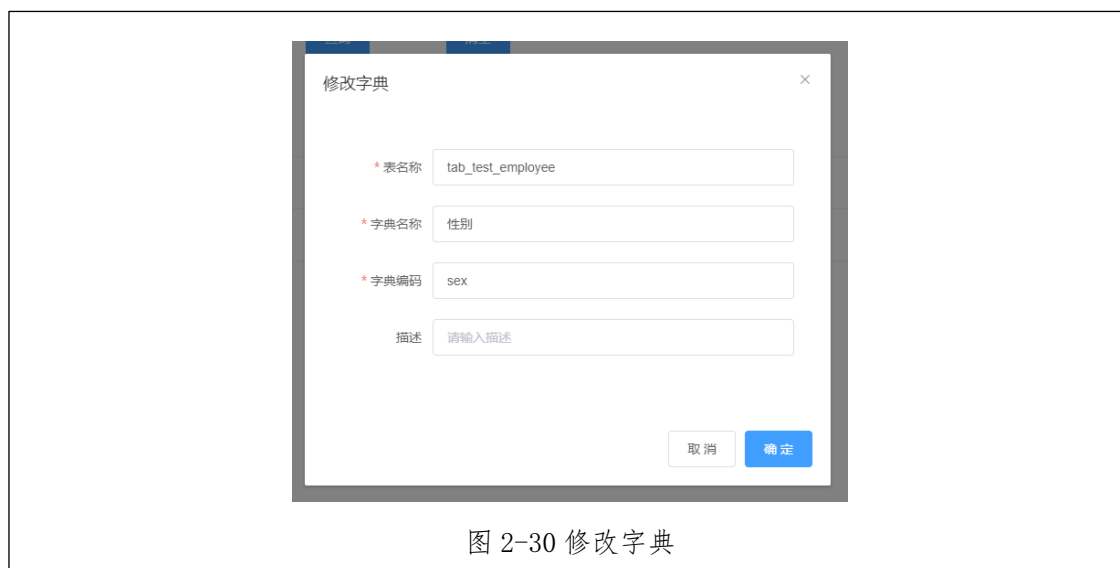 修改字典
* 表名称 tab_test_employee
* 字典名称 性别
* 字典编码 sex
描述 请输入描述
取消 确定
图 2-30 修改字典